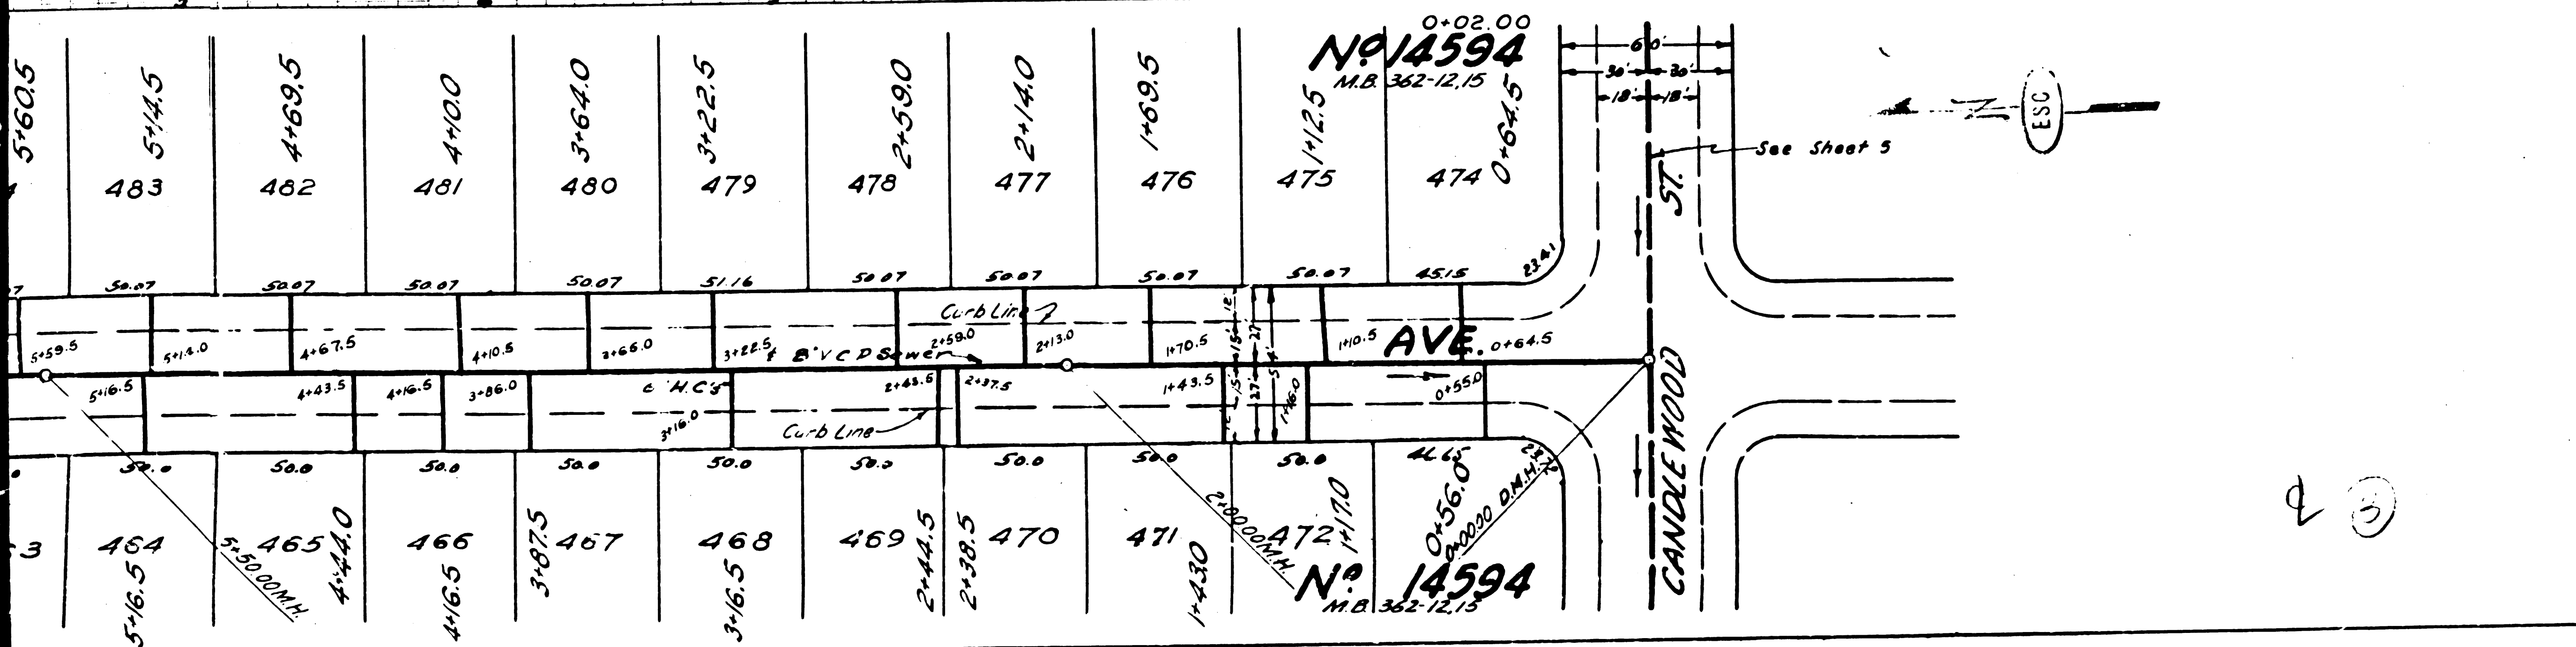 0+02.00
No. 14594
M.B. 362-12,15
60'
30' 30'
18' 18'
ESC
See Sheet 5
5+60.5 5+14.5 4+69.5 4+10.0 3+64.0 3+22.5 2+59.0 2+14.0 1+69.5 1+12.5 0+64.5
483 482 481 480 479 478 477 476 475 474
ST.
50.07 50.07 50.07 50.07 51.16 50.07 50.07 50.07 50.07 45.15 23.41
Curb Line
5+59.5 5+14.0 4+67.5 4+10.5 3+66.0 3+22.5 2+59.0 2+13.0 1+70.5 1+10.5 AVE. 0+64.5
8" V C P Sewer
12' 15' 27' 54'
5+16.5 4+43.5 4+16.5 3+86.0 6" H.C's 2+43.5 2+37.5 1+43.5 15' 27' 1+16.0 0+55.0
3+16.0 Curb Line 12'
CANDLEWOOD
50.0 50.0 50.0 50.0 50.0 50.0 50.0 50.0 50.0 46.65
464 465 466 467 468 469 470 471 472
5+16.5 5+50.00 M.H. 4+44.0 4+16.5 3+87.5 3+16.5 2+44.5 2+38.5 1+43.0 2+00.00 M.H. 1+17.0 0+56.0 0+00.00 D.M.H.
No. 14594
M.B. 362-12,15
3